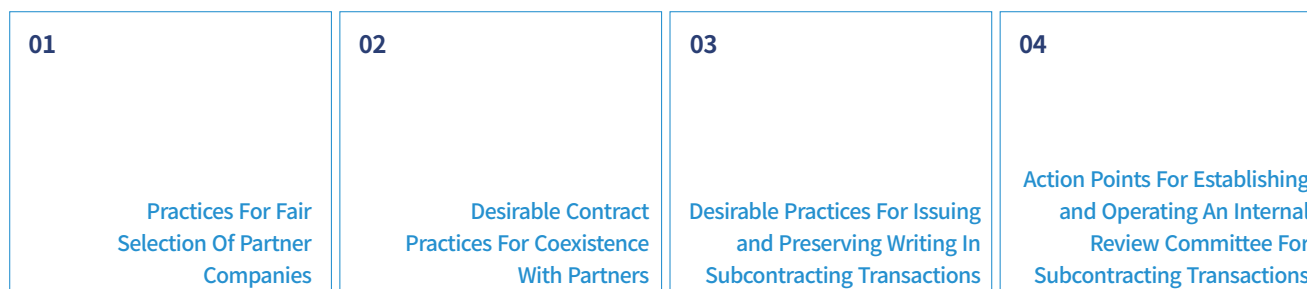 01
Practices For Fair
Selection Of Partner
Companies
02
Desirable Contract
Practices For Coexistence
With Partners
03
Desirable Practices For Issuing
and Preserving Writing In
Subcontracting Transactions
04
Action Points For Establishing
and Operating An Internal
Review Committee For
Subcontracting Transactions